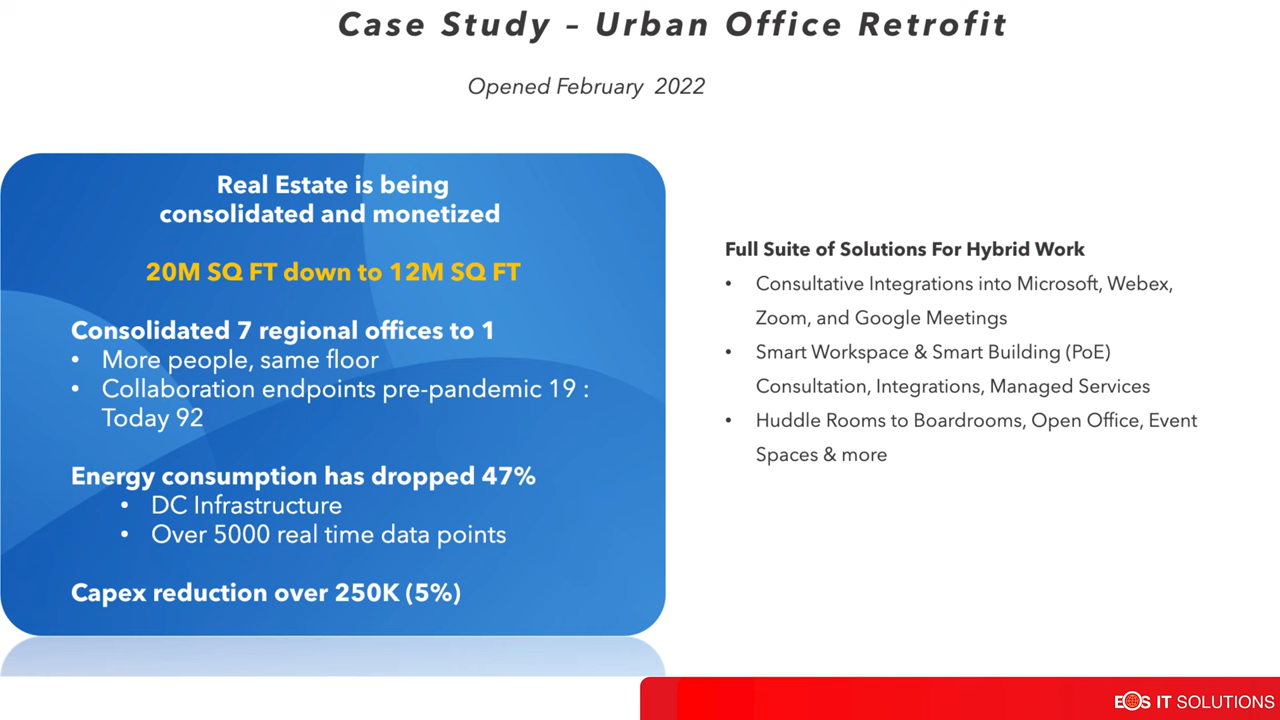 Case Study – Urban Office Retrofit
Opened February 2022
Real Estate is being
consolidated and monetized
20M SQ FT down to 12M SQ FT
Consolidated 7 regional offices to 1
• More people, same floor
• Collaboration endpoints pre-pandemic 19 :
Today 92
Energy consumption has dropped 47%
• DC Infrastructure
• Over 5000 real time data points
Capex reduction over 250K (5%)
Full Suite of Solutions For Hybrid Work
• Consultative Integrations into Microsoft, Webex,
Zoom, and Google Meetings
• Smart Workspace & Smart Building (PoE)
Consultation, Integrations, Managed Services
• Huddle Rooms to Boardrooms, Open Office, Event
Spaces & more
EOS IT SOLUTIONS